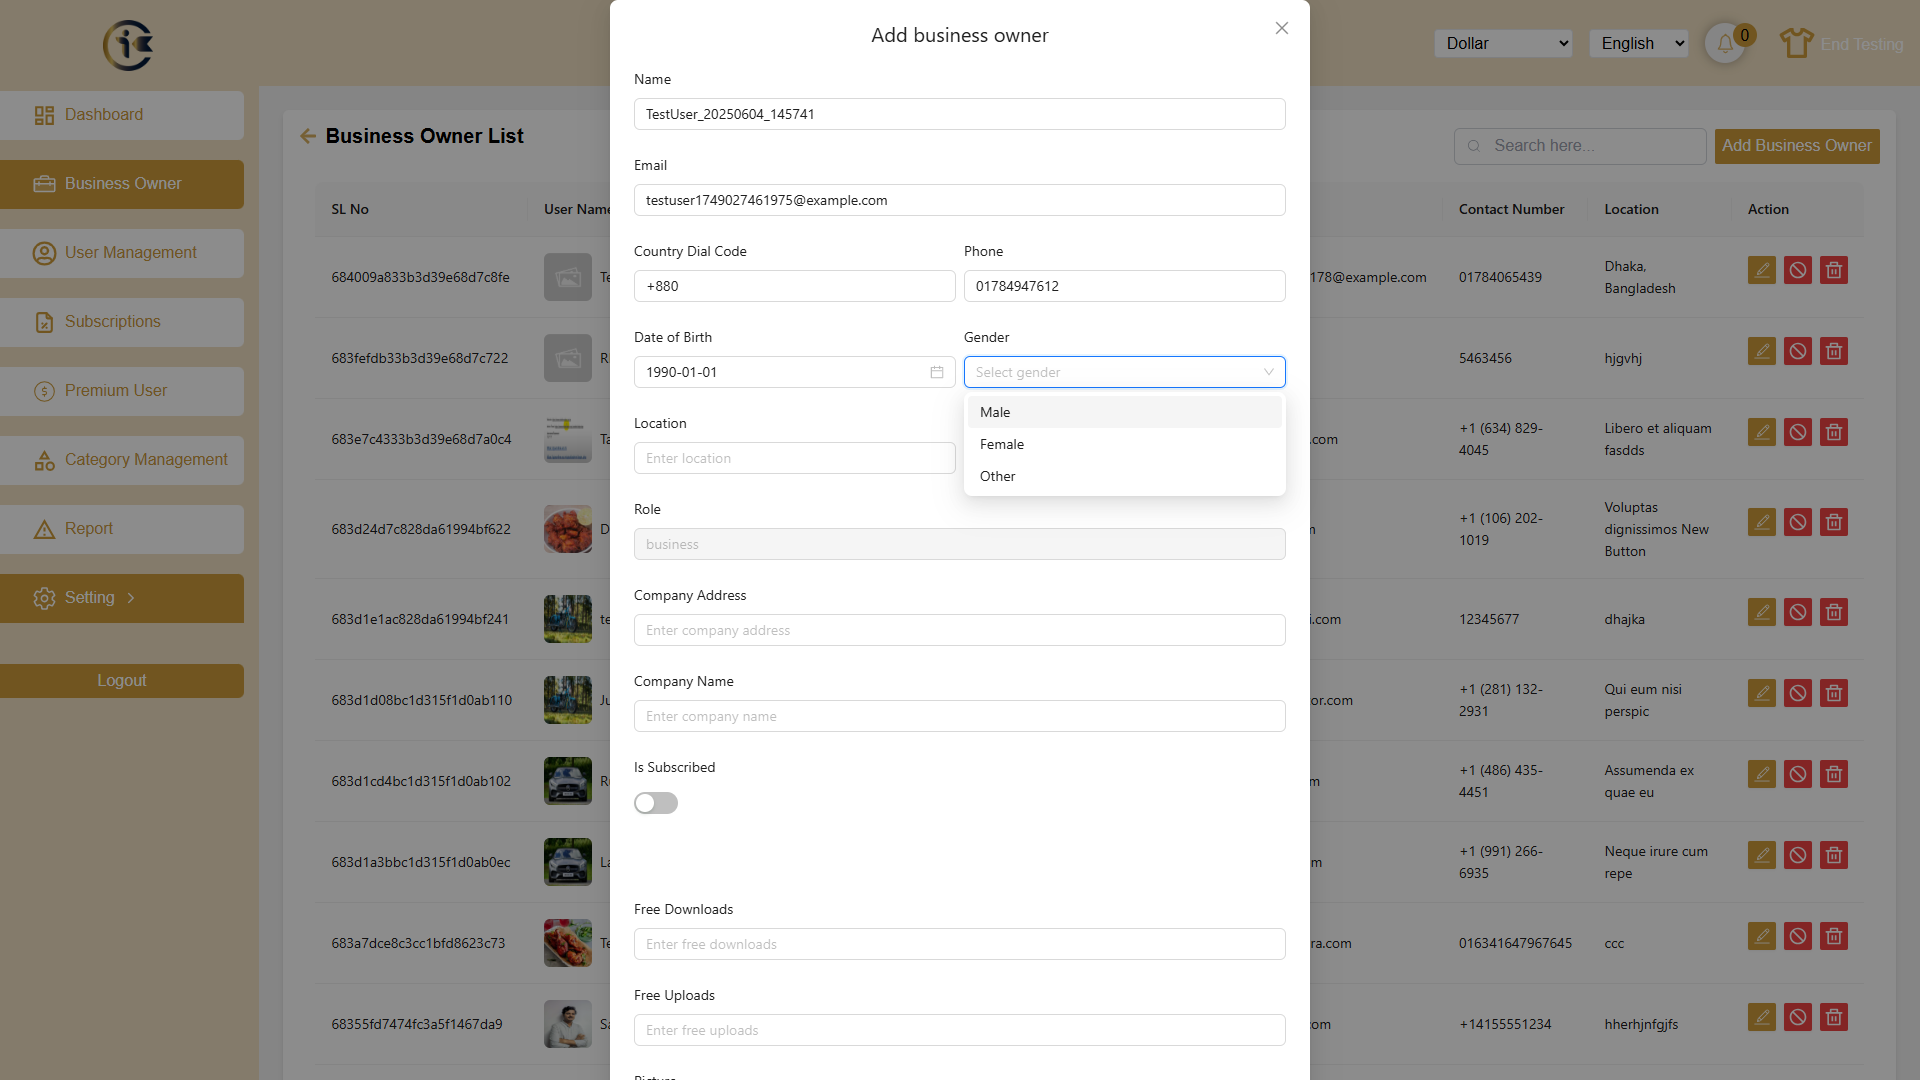 Add business owner
Dollar
English
0
End Testing
Dashboard
Business Owner
User Management
Subscriptions
Premium User
Category Management
Report
Setting
Logout
Business Owner List
Search here...
Add Business Owner
SL No
User Name
Contact Number
Location
Action
684009a833b3d39e68d7c8fe
Te
178@example.com
01784065439
Dhaka,
Bangladesh
683fefdb33b3d39e68d7c722
R
5463456
hjgvhj
683e7c4333b3d39e68d7a0c4
Ta
.com
+1 (634) 829-
4045
Libero et aliquam
fasdds
683d24d7c828da61994bf622
D
+1 (106) 202-
1019
Voluptas
dignissimos New
Button
683d1e1ac828da61994bf241
te
i.com
12345677
dhajka
683d1d08bc1d315f1d0ab110
Ju
or.com
+1 (281) 132-
2931
Qui eum nisi
perspic
683d1cd4bc1d315f1d0ab102
+1 (486) 435-
4451
Assumenda ex
quae eu
683d1a3bbc1d315f1d0ab0ec
La
+1 (991) 266-
6935
Neque irure cum
repe
683a7dce8c3cc1bfd8623c73
Te
ra.com
016341647967645
ccc
68355fd7474fc3a5f1467da9
Sa
com
+14155551234
hherhjnfgjfs
Name
TestUser_20250604_145741
Email
testuser1749027461975@example.com
Country Dial Code
Phone
+880
01784947612
Date of Birth
Gender
1990-01-01
Select gender
Male
Female
Other
Location
Enter location
Role
business
Company Address
Enter company address
Company Name
Enter company name
Is Subscribed
Free Downloads
Enter free downloads
Free Uploads
Enter free uploads